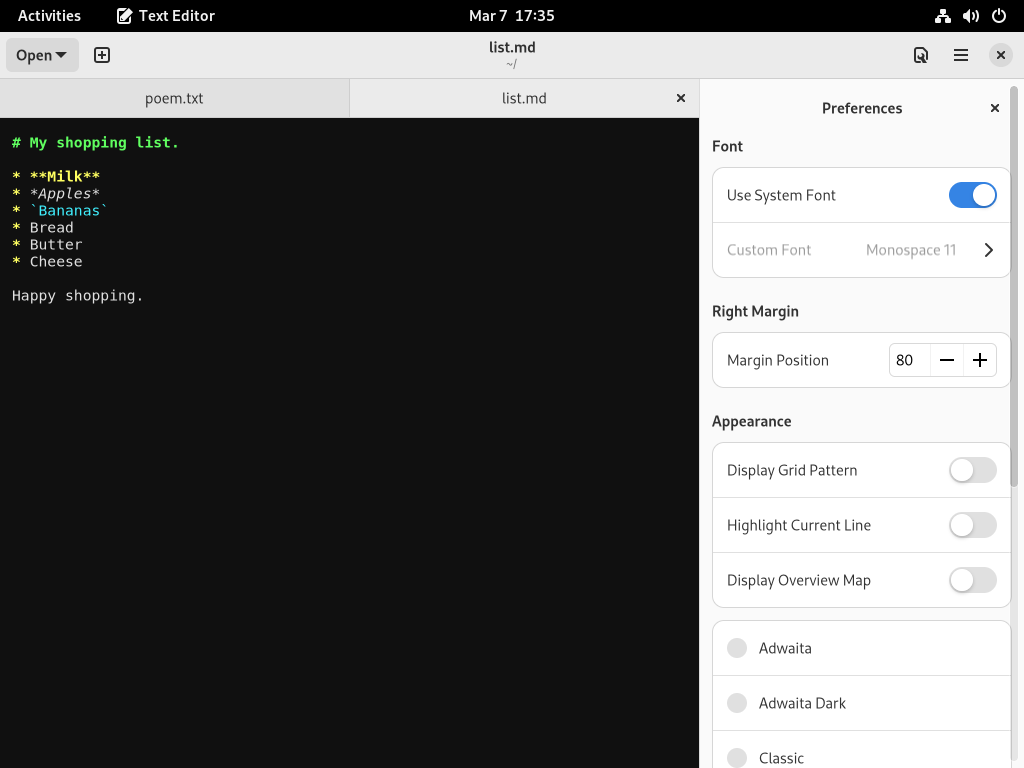 Activities
Text Editor
Mar 7 17:35
Open
list.md
~/
poem.txt
list.md
# My shopping list.
* **Milk**
* *Apples*
* `Bananas`
* Bread
* Butter
* Cheese
Happy shopping.
Preferences
Font
Use System Font
Custom Font Monospace 11
Right Margin
Margin Position 80
Appearance
Display Grid Pattern
Highlight Current Line
Display Overview Map
Adwaita
Adwaita Dark
Classic